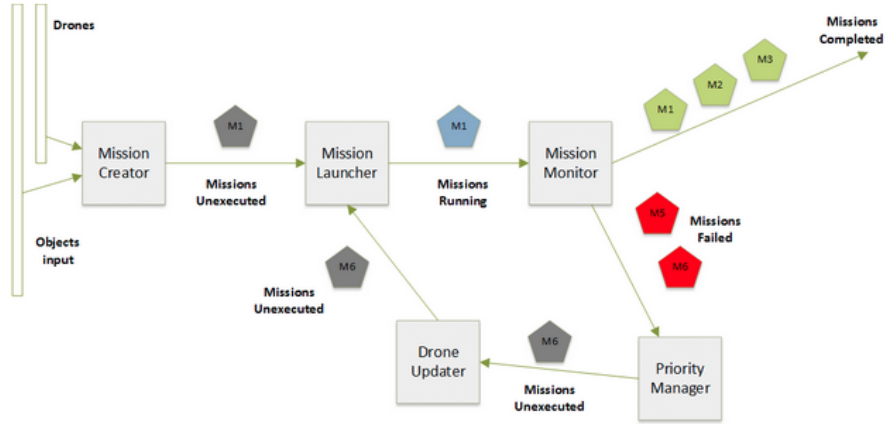 Drones
Missions
Completed
M3
M2
M1
M1
M1
Mission
Creator
Mission
Launcher
Mission
Monitor
Missions
Unexecuted
Missions
Running
Objects
input
M5
Missions
Failed
M6
M6
Missions
Unexecuted
M6
Drone
Updater
Missions
Unexecuted
Priority
Manager